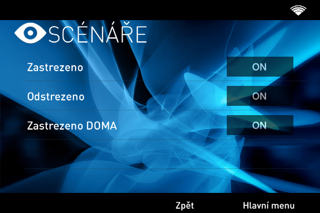 SCÉNÁŘE
Zastrezeno ON
Odstrezeno ON
Zastrezeno DOMA ON
Zpět Hlavní menu